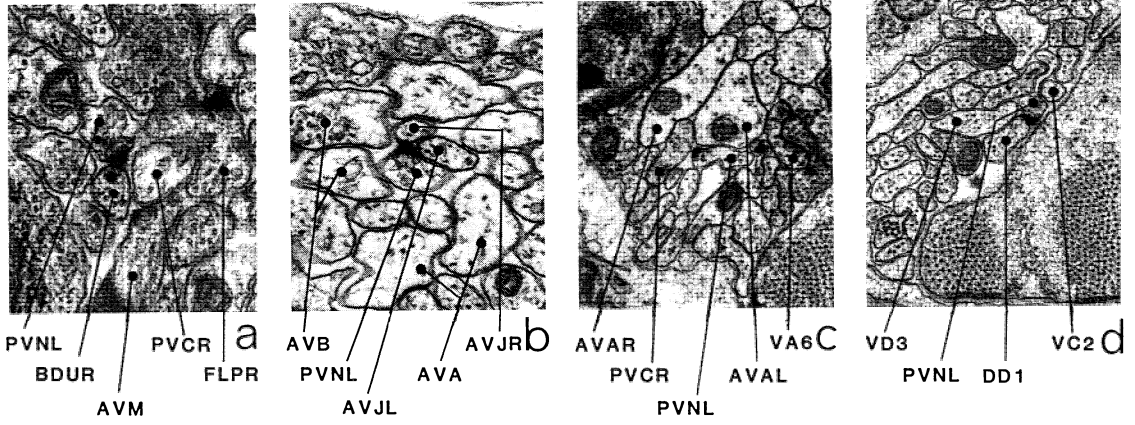 PVNL PVCR a AVB AVJR b AVAR VA6 c VD3 VC2 d
BDUR FLPR PVNL AVA PVCR AVAL PVNL DD1
AVM AVJL PVNL